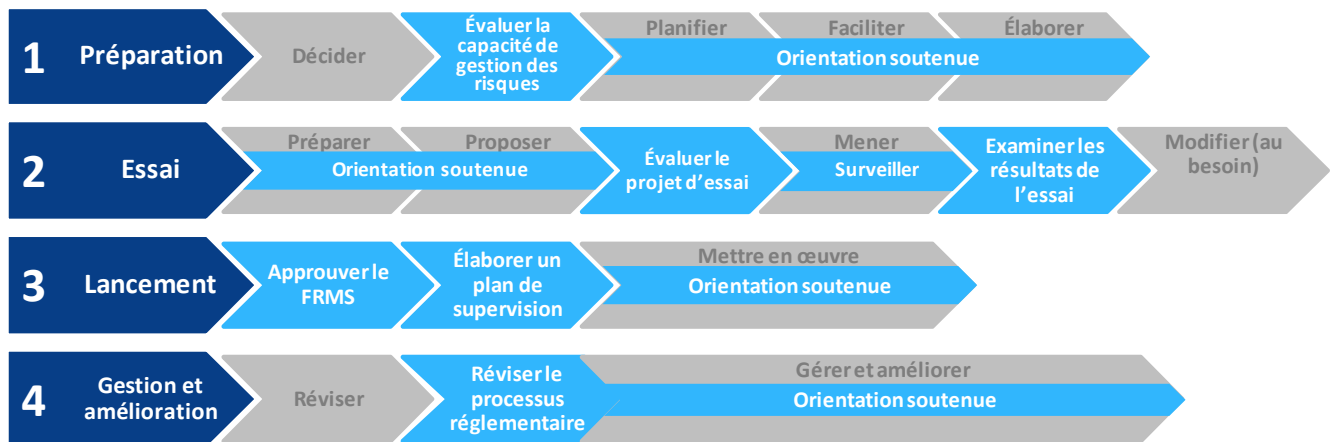 1
Préparation
Décider
Évaluer la
capacité de
gestion des
risques
Planifier
Faciliter
Élaborer
Orientation soutenue
2
Essai
Préparer
Proposer
Orientation soutenue
Évaluer le
projet d'essai
Mener
Surveiller
Examiner les
résultats de
l'essai
Modifier (au
besoin)
3
Lancement
Approuver le
FRMS
Élaborer un
plan de
supervision
Mettre en œuvre
Orientation soutenue
4
Gestion et
amélioration
Réviser
Réviser le
processus
réglementaire
Gérer et améliorer
Orientation soutenue